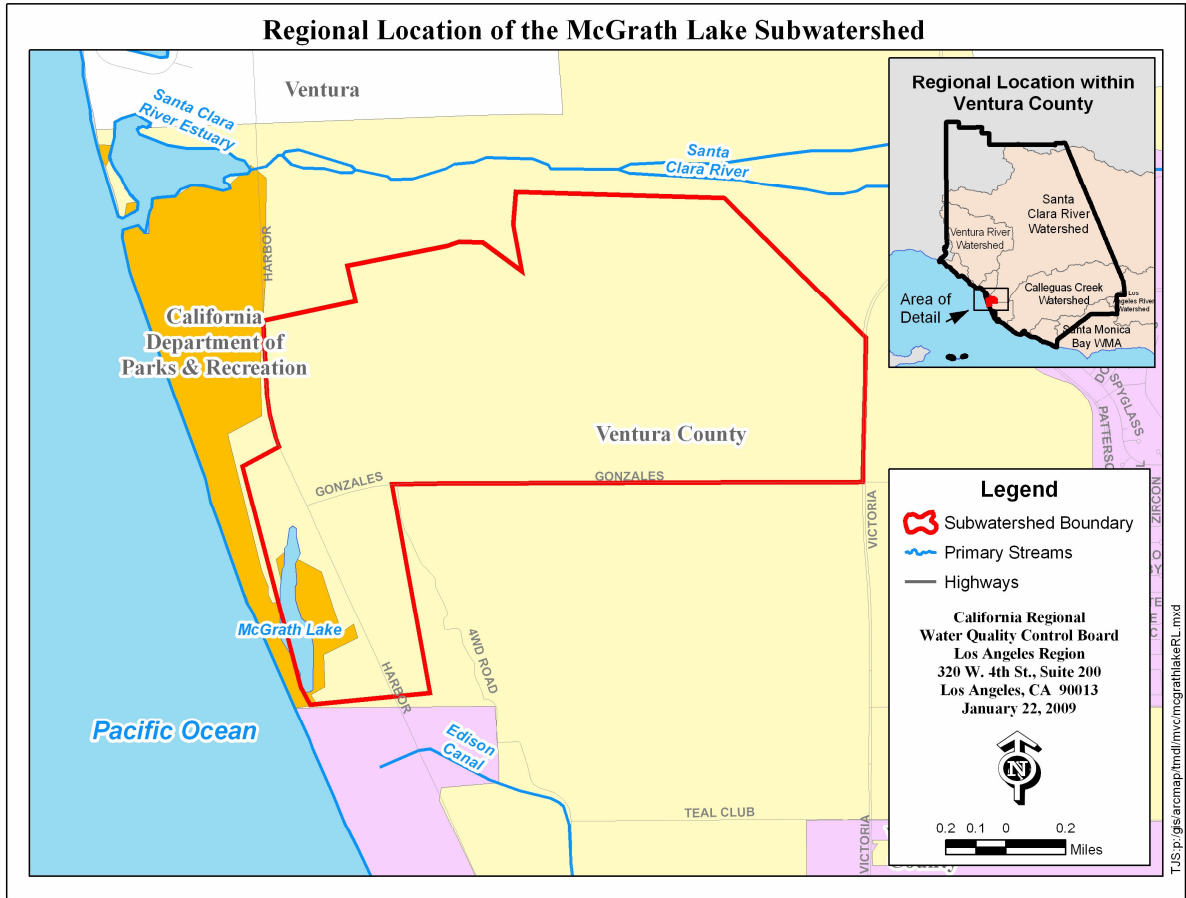 Regional Location of the McGrath Lake Subwatershed
Ventura
Santa Clara
River Estuary
Santa
Clara River
HARBOR
California
Department of
Parks & Recreation
Ventura County
GONZALES
GONZALES
VICTORIA
McGrath Lake
4WD ROAD
HARBOR
Pacific Ocean
Edison
Canal
TEAL CLUB
VICTORIA
Regional Location within
Ventura County
Santa
Clara River
Watershed
Ventura River
Watershed
Calleguas Creek
Watershed
Los
Angeles River
Watershed
Santa Monica
Bay WMA
Area of
Detail
SPYGLASS
ZIRCON
Legend
Subwatershed Boundary
Primary Streams
Highways
California Regional
Water Quality Control Board
Los Angeles Region
320 W. 4th St., Suite 200
Los Angeles, CA 90013
January 22, 2009
N
0.2 0.1 0 0.2
Miles
TJS:p:/gis/arcmap/tmdl/mvc/mcgrathlakeRL.mxd